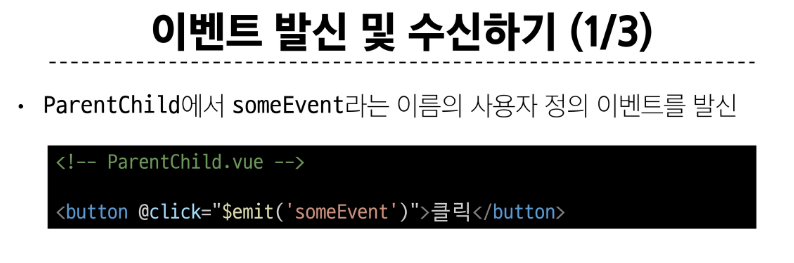 이벤트 발신 및 수신하기 (1/3)
• ParentChild에서 someEvent라는 이름의 사용자 정의 이벤트를 발신
<!-- ParentChild.vue -->
<button @click="$emit('someEvent')">클릭</button>